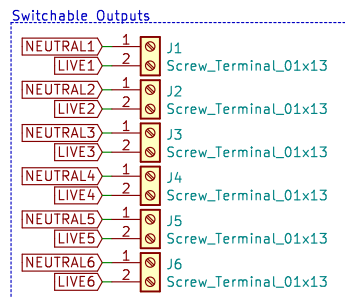 Switchable Outputs
NEUTRAL1 1 J1
LIVE1 2 Screw_Terminal_01x13
NEUTRAL2 1 J2
LIVE2 2 Screw_Terminal_01x13
NEUTRAL3 1 J3
LIVE3 2 Screw_Terminal_01x13
NEUTRAL4 1 J4
LIVE4 2 Screw_Terminal_01x13
NEUTRAL5 1 J5
LIVE5 2 Screw_Terminal_01x13
NEUTRAL6 1 J6
LIVE6 2 Screw_Terminal_01x13